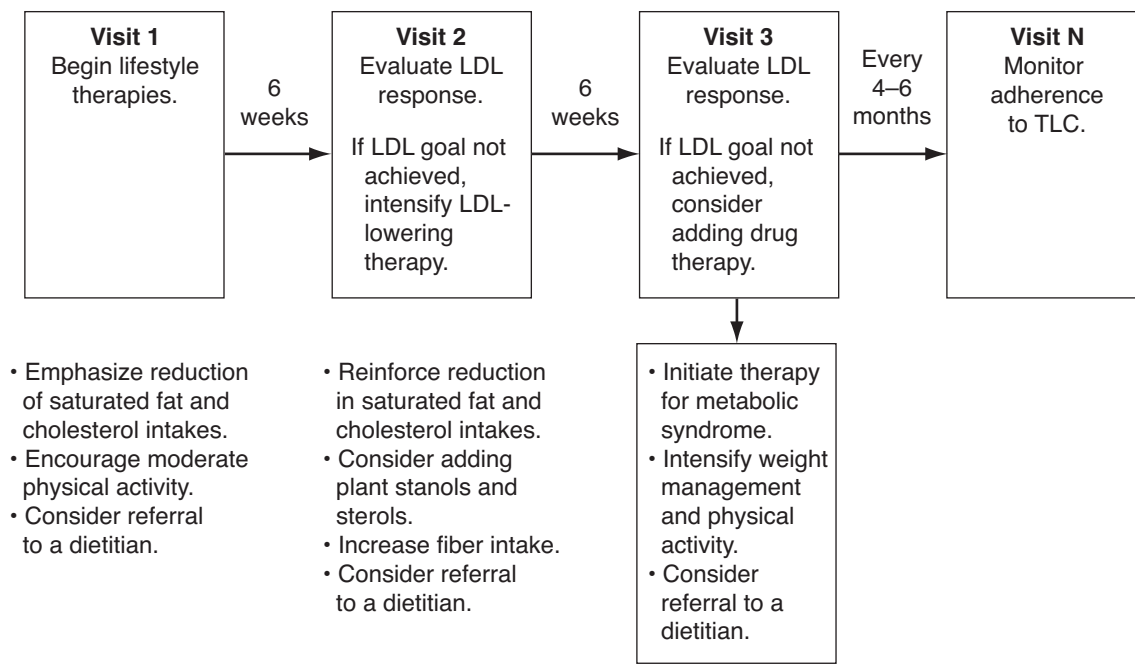 Visit 1
Begin lifestyle
therapies.
6
weeks
Visit 2
Evaluate LDL
response.
If LDL goal not
achieved,
intensify LDL-
lowering
therapy.
6
weeks
Visit 3
Evaluate LDL
response.
If LDL goal not
achieved,
consider
adding drug
therapy.
Every
4–6
months
Visit N
Monitor
adherence
to TLC.
• Emphasize reduction
of saturated fat and
cholesterol intakes.
• Encourage moderate
physical activity.
• Consider referral
to a dietitian.
• Reinforce reduction
in saturated fat and
cholesterol intakes.
• Consider adding
plant stanols and
sterols.
• Increase fiber intake.
• Consider referral
to a dietitian.
• Initiate therapy
for metabolic
syndrome.
• Intensify weight
management
and physical
activity.
• Consider
referral to a
dietitian.